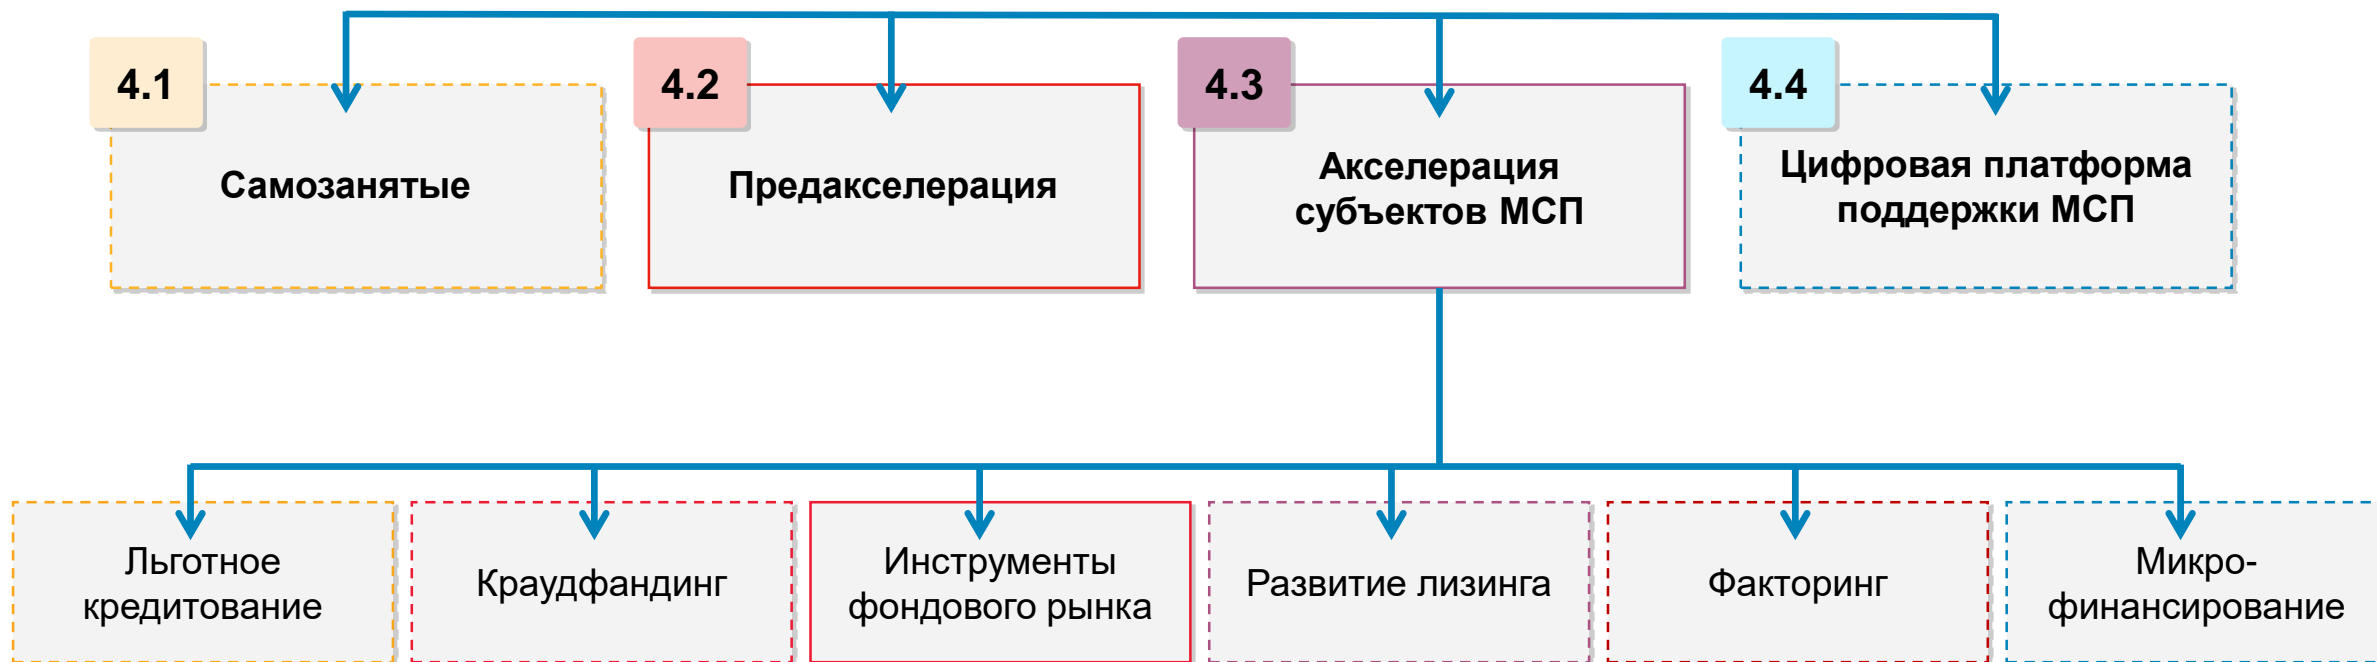 4.1
Самозанятые
4.2
Предакселерация
4.3
Акселерация
субъектов МСП
4.4
Цифровая платформа
поддержки МСП
Льготное
кредитование
Краудфандинг
Инструменты
фондового рынка
Развитие лизинга
Факторинг
Микро-
финансирование